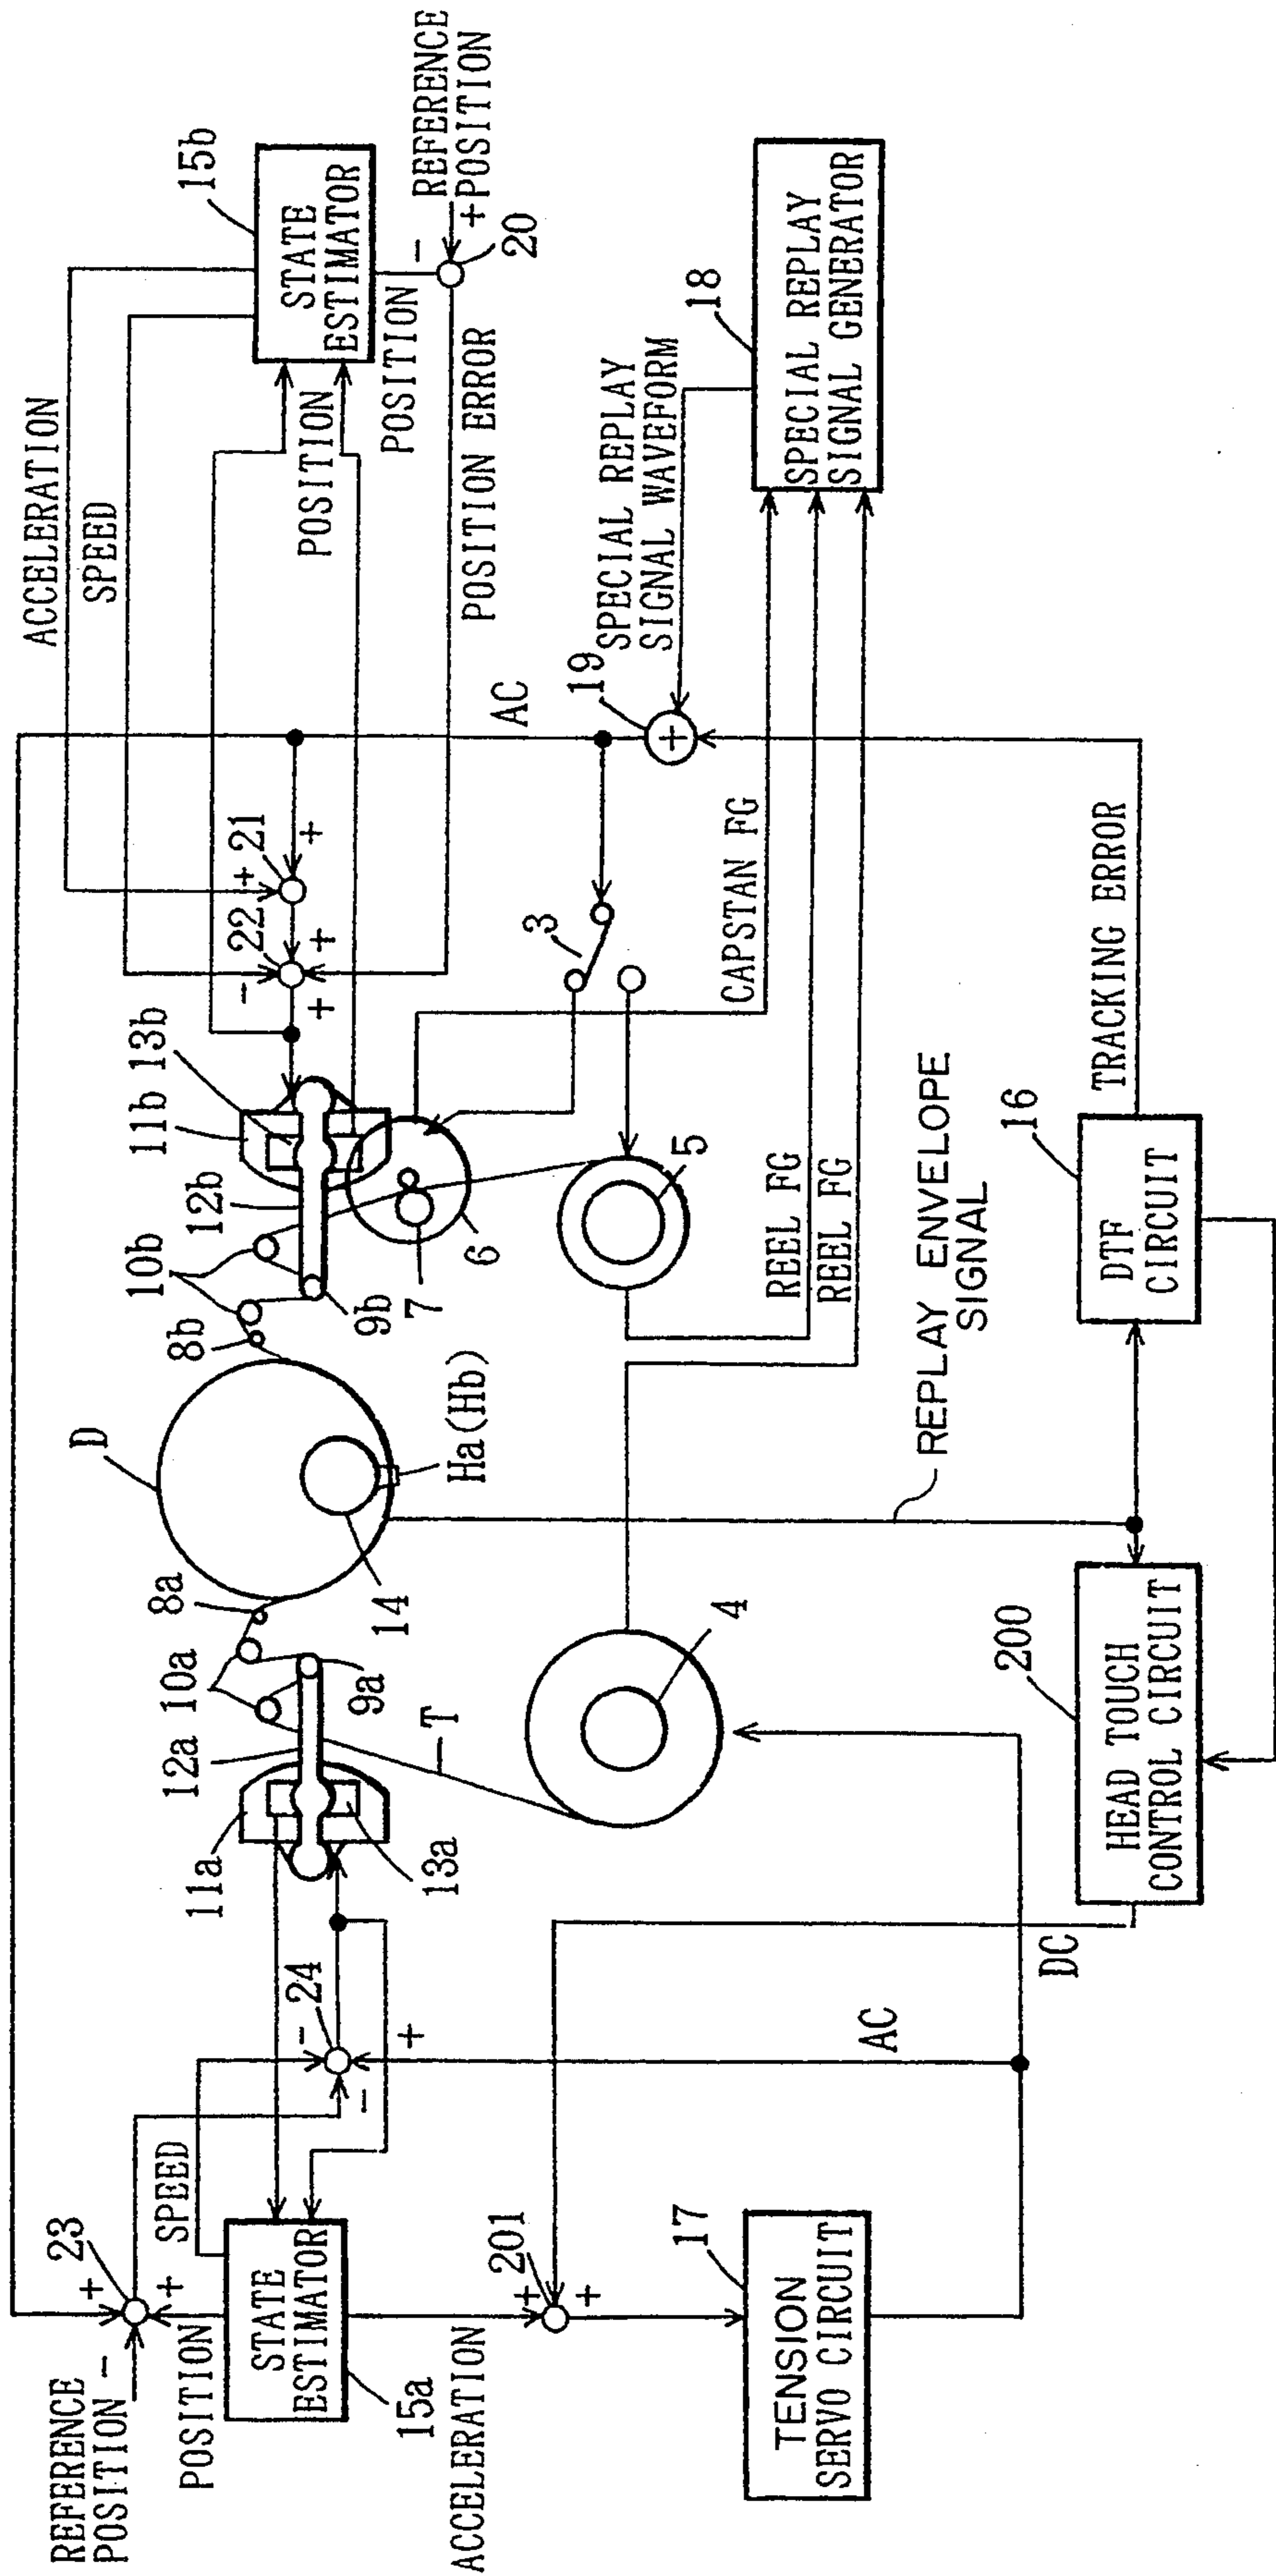 REFERENCE
POSITION
-
+
23
+
POSITION
SPEED
STATE
ESTIMATOR
15a
ACCELERATION
+
201
+
17
TENSION
SERVO CIRCUIT
-
24
-
+
AC
DC
11a
13a
12a
10a
8a
9a
T
14
4
D
Ha(Hb)
200
HEAD TOUCH
CONTROL CIRCUIT
REPLAY ENVELOPE
SIGNAL
16
DTF
CIRCUIT
TRACKING ERROR
8b
10b
9b
12b
11b
13b
7
6
5
3
REEL FG
REEL FG
CAPSTAN FG
-
22
+
+
+
21
+
AC
19
+
SPECIAL REPLAY
SIGNAL WAVEFORM
18
SPECIAL REPLAY
SIGNAL GENERATOR
ACCELERATION
SPEED
POSITION
POSITION
POSITION ERROR
15b
STATE
ESTIMATOR
-
20
+
REFERENCE
POSITION